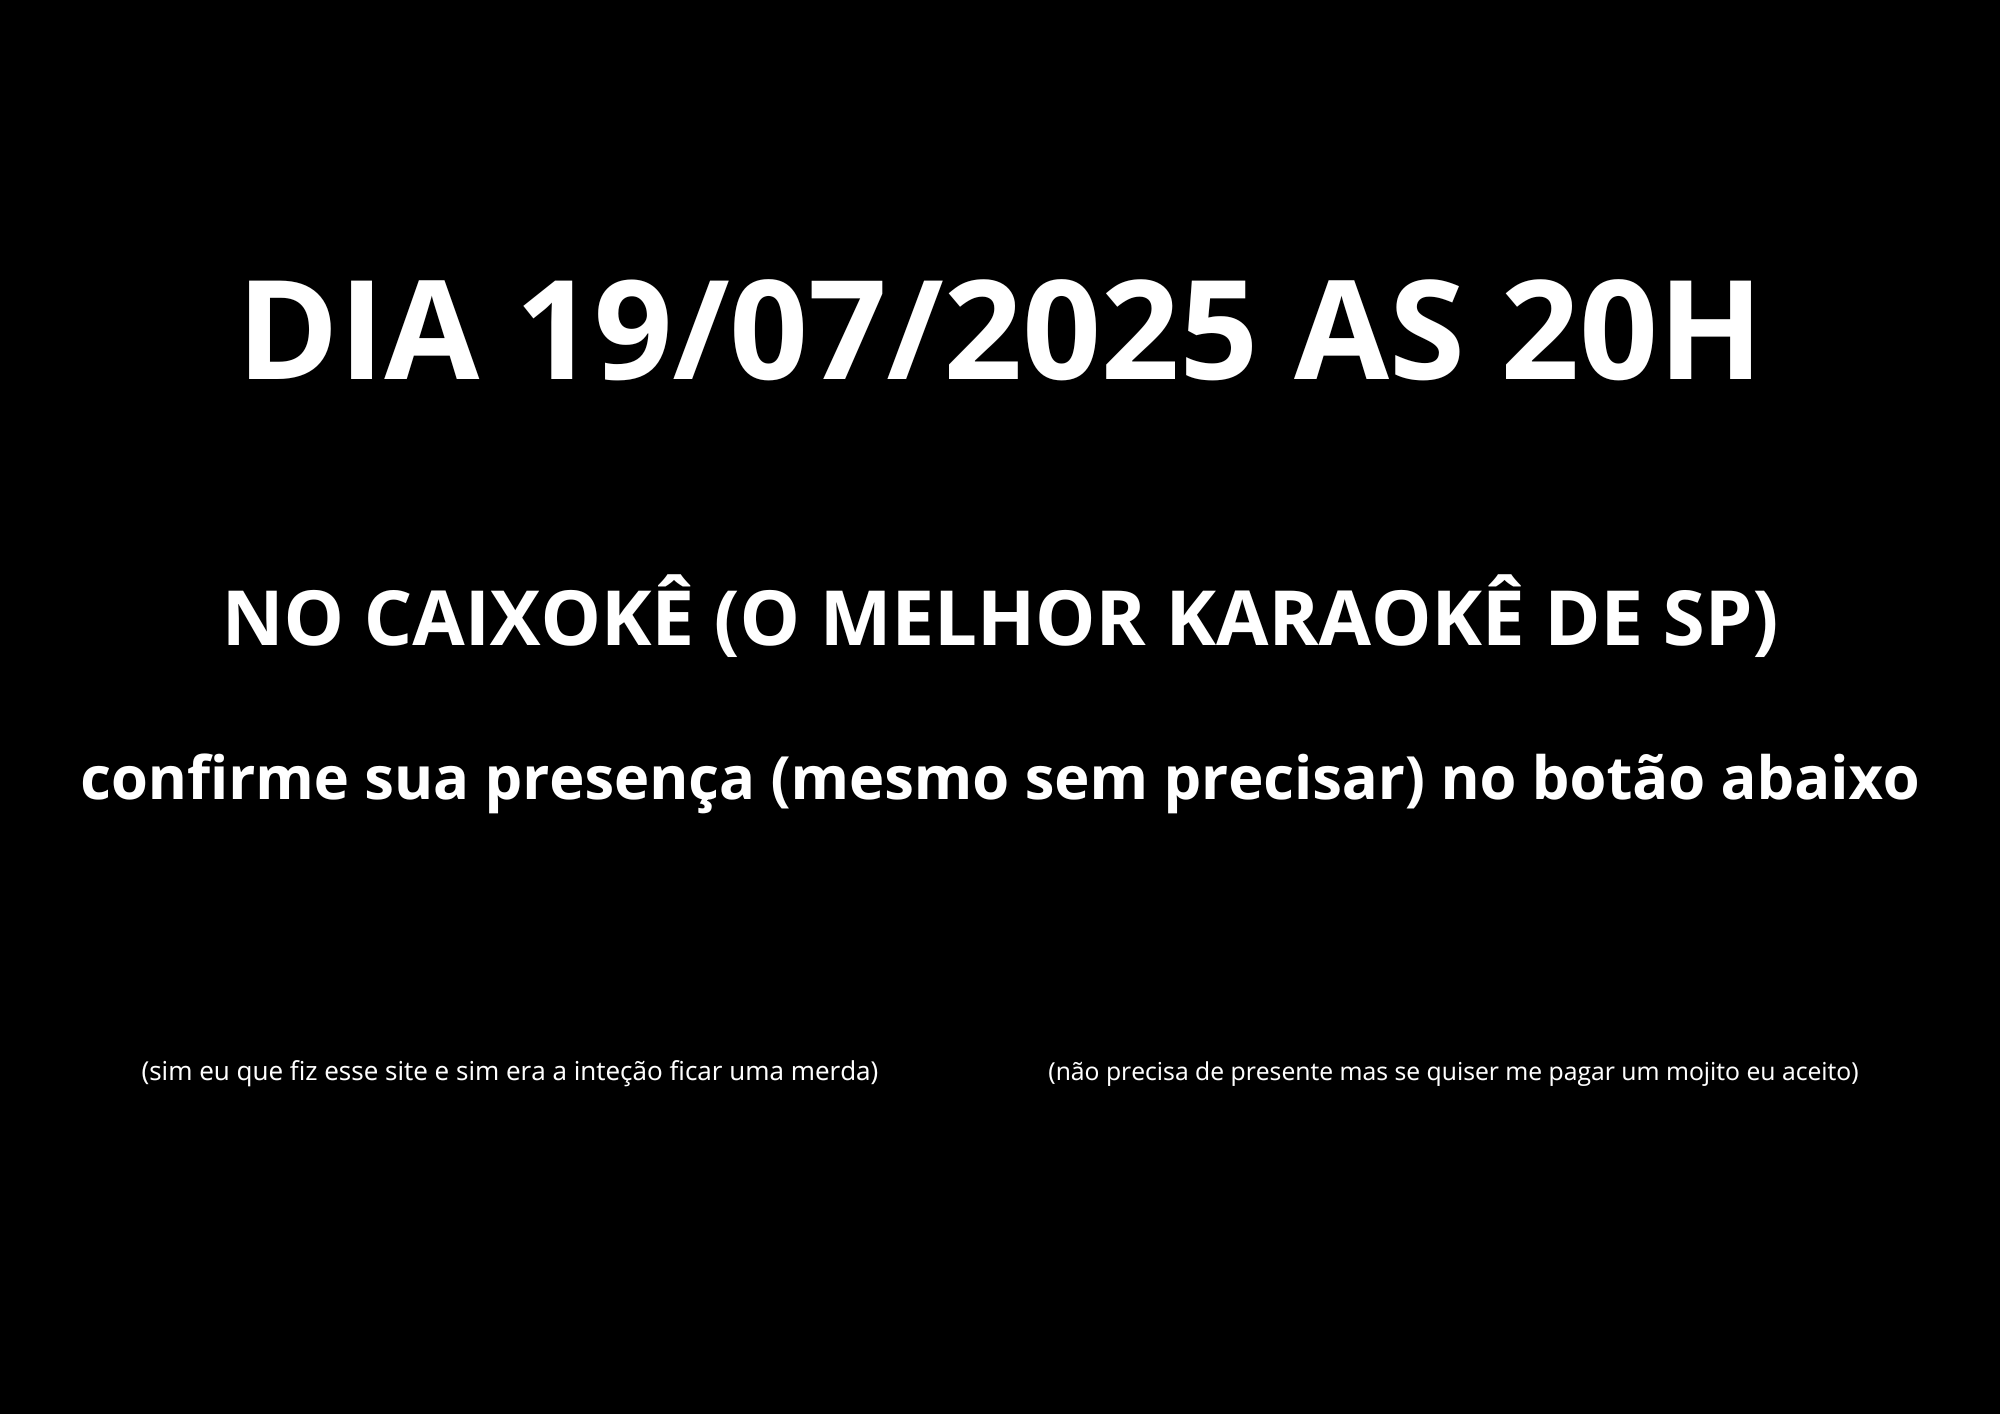 DIA 19/07/2025 AS 20H
NO CAIXOKÊ (O MELHOR KARAOKÊ DE SP)
confirme sua presença (mesmo sem precisar) no botão abaixo
(sim eu que fiz esse site e sim era a inteção ficar uma merda)
(não precisa de presente mas se quiser me pagar um mojito eu aceito)